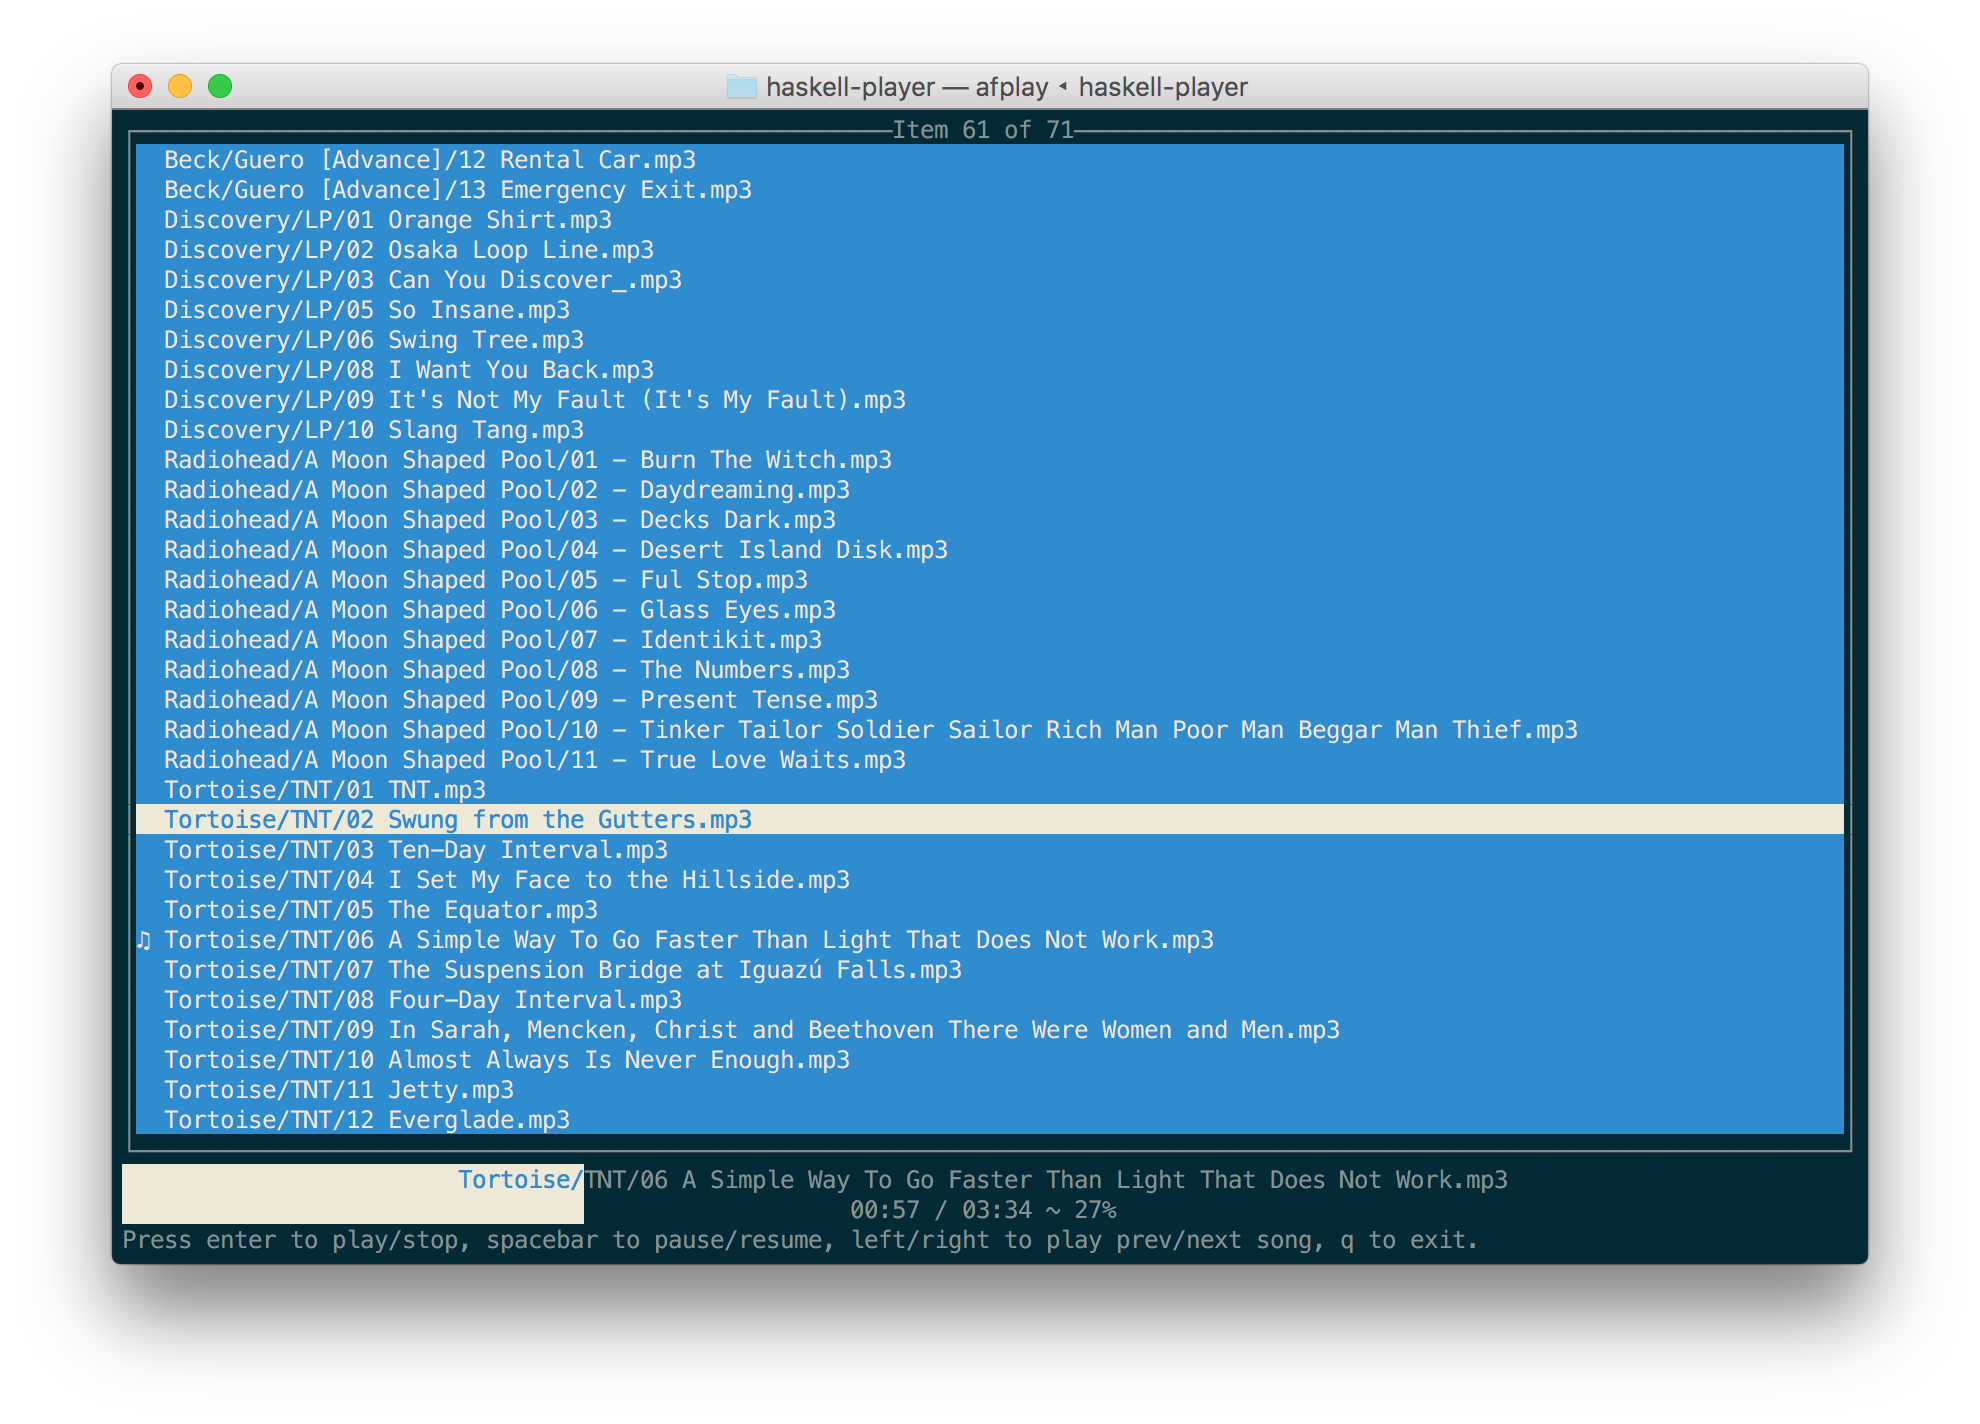 haskell-player — afplay ◂ haskell-player
Item 61 of 71
Beck/Guero [Advance]/12 Rental Car.mp3
Beck/Guero [Advance]/13 Emergency Exit.mp3
Discovery/LP/01 Orange Shirt.mp3
Discovery/LP/02 Osaka Loop Line.mp3
Discovery/LP/03 Can You Discover_.mp3
Discovery/LP/05 So Insane.mp3
Discovery/LP/06 Swing Tree.mp3
Discovery/LP/08 I Want You Back.mp3
Discovery/LP/09 It's Not My Fault (It's My Fault).mp3
Discovery/LP/10 Slang Tang.mp3
Radiohead/A Moon Shaped Pool/01 - Burn The Witch.mp3
Radiohead/A Moon Shaped Pool/02 - Daydreaming.mp3
Radiohead/A Moon Shaped Pool/03 - Decks Dark.mp3
Radiohead/A Moon Shaped Pool/04 - Desert Island Disk.mp3
Radiohead/A Moon Shaped Pool/05 - Ful Stop.mp3
Radiohead/A Moon Shaped Pool/06 - Glass Eyes.mp3
Radiohead/A Moon Shaped Pool/07 - Identikit.mp3
Radiohead/A Moon Shaped Pool/08 - The Numbers.mp3
Radiohead/A Moon Shaped Pool/09 - Present Tense.mp3
Radiohead/A Moon Shaped Pool/10 - Tinker Tailor Soldier Sailor Rich Man Poor Man Beggar Man Thief.mp3
Radiohead/A Moon Shaped Pool/11 - True Love Waits.mp3
Tortoise/TNT/01 TNT.mp3
Tortoise/TNT/02 Swung from the Gutters.mp3
Tortoise/TNT/03 Ten-Day Interval.mp3
Tortoise/TNT/04 I Set My Face to the Hillside.mp3
Tortoise/TNT/05 The Equator.mp3
♫ Tortoise/TNT/06 A Simple Way To Go Faster Than Light That Does Not Work.mp3
Tortoise/TNT/07 The Suspension Bridge at Iguazú Falls.mp3
Tortoise/TNT/08 Four-Day Interval.mp3
Tortoise/TNT/09 In Sarah, Mencken, Christ and Beethoven There Were Women and Men.mp3
Tortoise/TNT/10 Almost Always Is Never Enough.mp3
Tortoise/TNT/11 Jetty.mp3
Tortoise/TNT/12 Everglade.mp3
Tortoise/TNT/06 A Simple Way To Go Faster Than Light That Does Not Work.mp3
00:57 / 03:34 ~ 27%
Press enter to play/stop, spacebar to pause/resume, left/right to play prev/next song, q to exit.